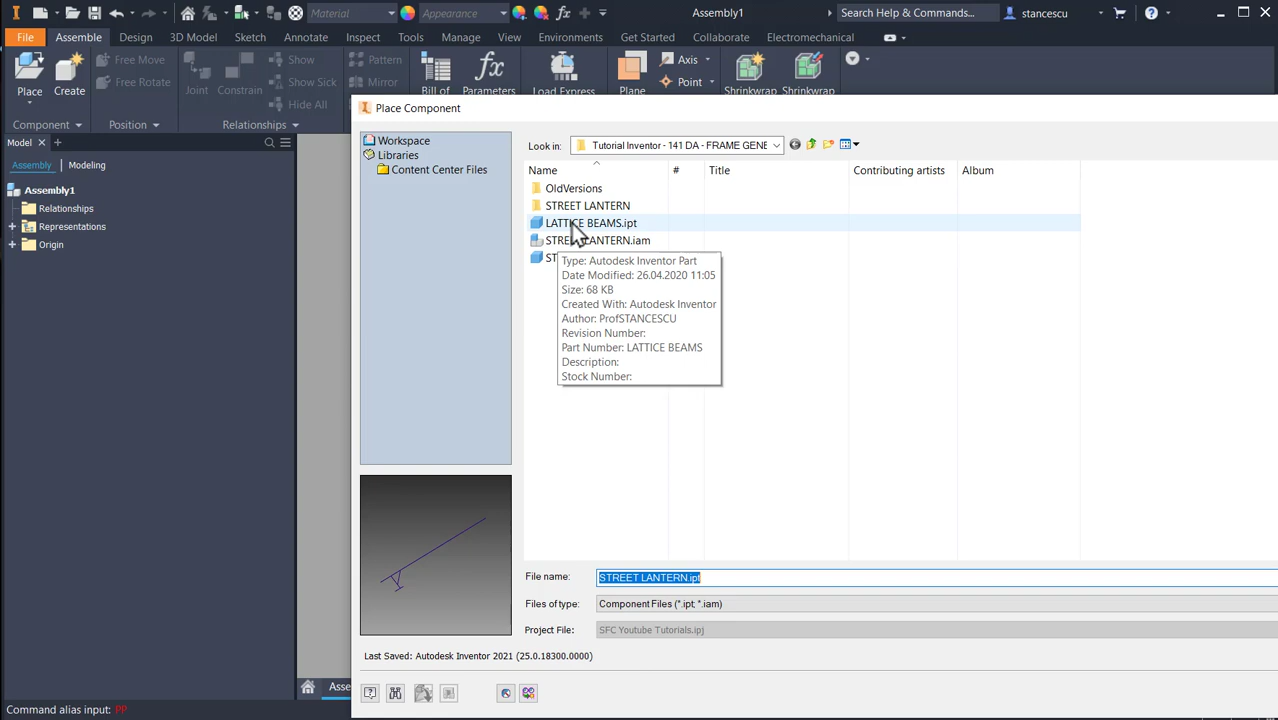 Material
Appearance
Assembly1
Search Help & Commands...
stancescu
File
Assemble
Design
3D Model
Sketch
Annotate
Inspect
Tools
Manage
View
Environments
Get Started
Collaborate
Electromechanical
Place
Create
Free Move
Free Rotate
Joint
Constrain
Show
Show Sick
Hide All
Pattern
Mirror
Bill of
Parameters
Load Express
Plane
Axis
Point
Shrinkwrap
Shrinkwrap
Component
Position
Relationships
Model
Assembly
Modeling
Assembly1
Relationships
Representations
Origin
Place Component
Workspace
Libraries
Content Center Files
Look in:
Tutorial Inventor - 141 DA - FRAME GENE
Name
#
Title
Contributing artists
Album
OldVersions
STREET LANTERN
LATTICE BEAMS.ipt
STREET LANTERN.iam
ST
Type: Autodesk Inventor Part
Date Modified: 26.04.2020 11:05
Size: 68 KB
Created With: Autodesk Inventor
Author: ProfSTANCESCU
Revision Number:
Part Number: LATTICE BEAMS
Description:
Stock Number:
File name:
STREET LANTERN.ipt
Files of type:
Component Files (*.ipt; *.iam)
Project File:
SFC Youtube Tutorials.ipj
Last Saved: Autodesk Inventor 2021 (25.0.18300.0000)
Asse
Command alias input: PP